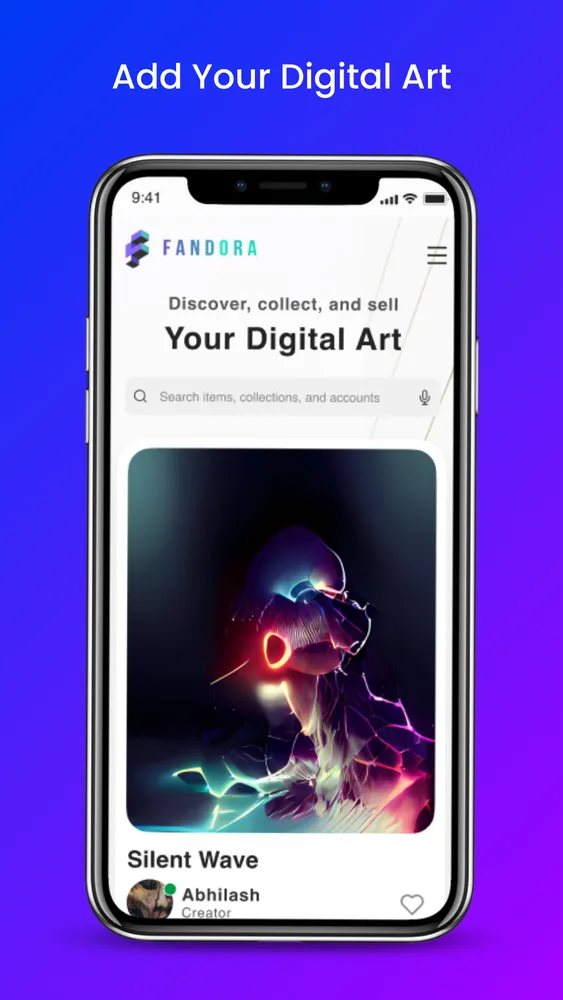 Add Your Digital Art
9:41
FANDORA
Discover, collect, and sell
Your Digital Art
Search items, collections, and accounts
Silent Wave
Abhilash
Creator